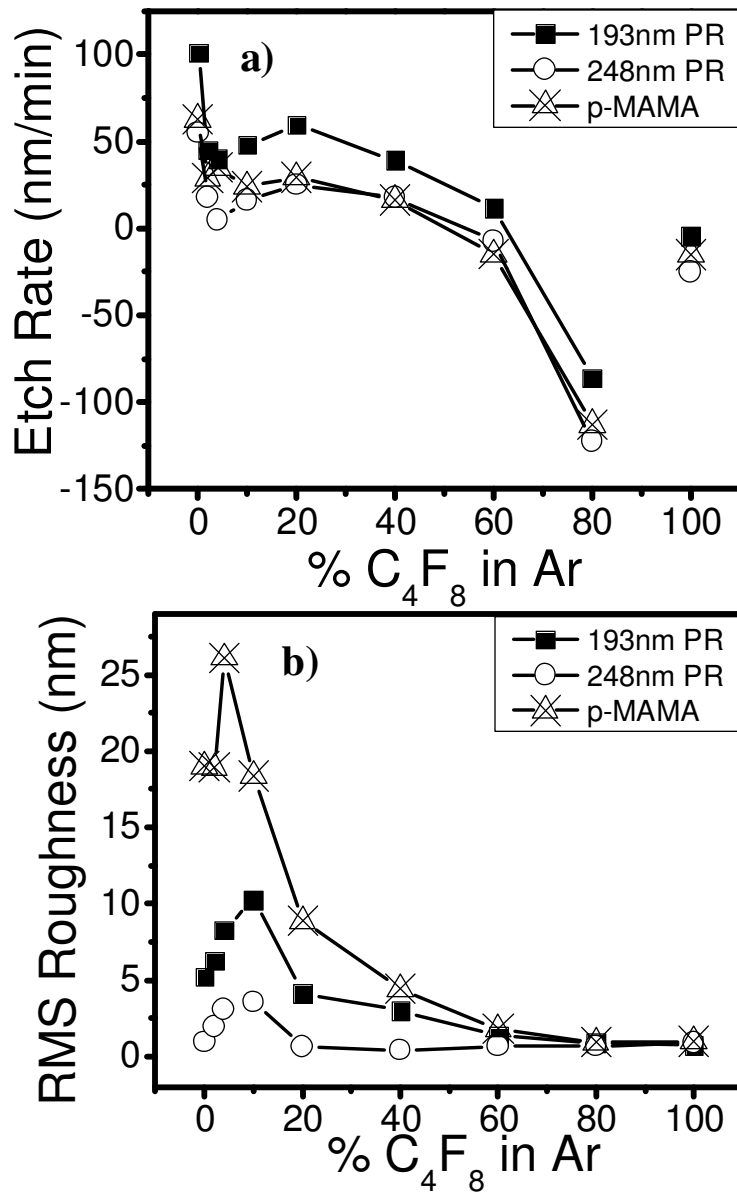 a)
193nm PR
248nm PR
p-MAMA
Etch Rate (nm/min)
100
50
0
-50
-100
-150
0 20 40 60 80 100
% C4F8 in Ar
b)
193nm PR
248nm PR
p-MAMA
RMS Roughness (nm)
25
20
15
10
5
0
0 20 40 60 80 100
% C4F8 in Ar